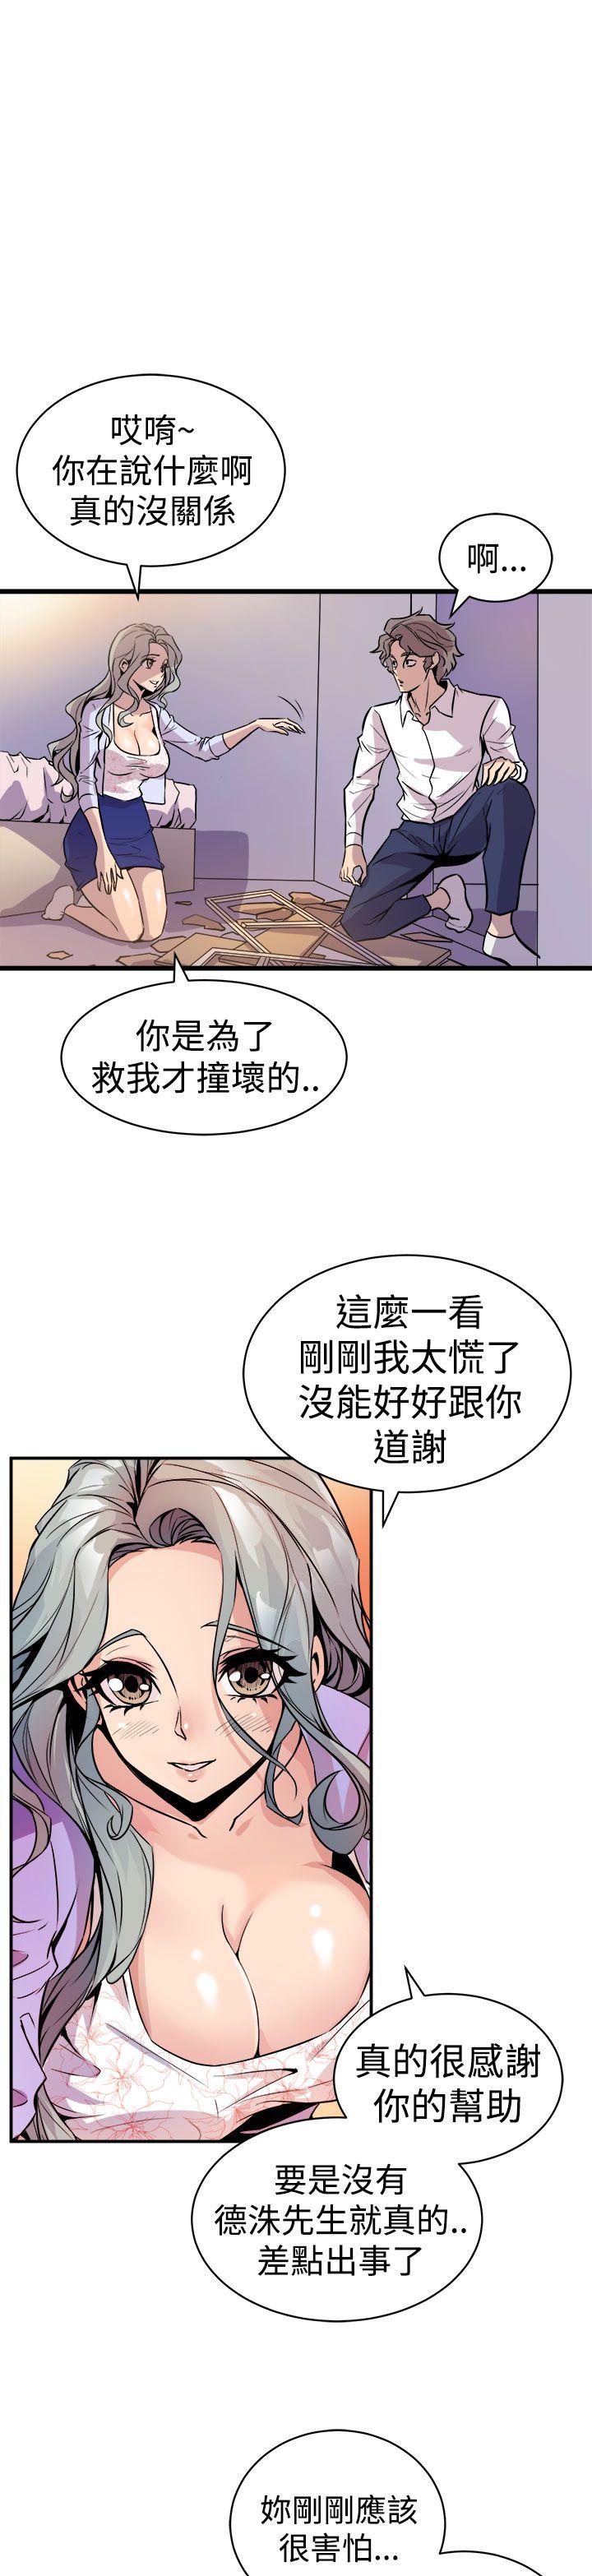 哎唷~
你在說什麼啊
真的沒關係
啊...
你是為了
救我才撞壞的..
這麼一看
剛剛我太慌了
沒能好好跟你
道謝
真的很感謝
你的幫助
要是沒有
德洙先生就真的..
差點出事了
妳剛剛應該
很害怕...